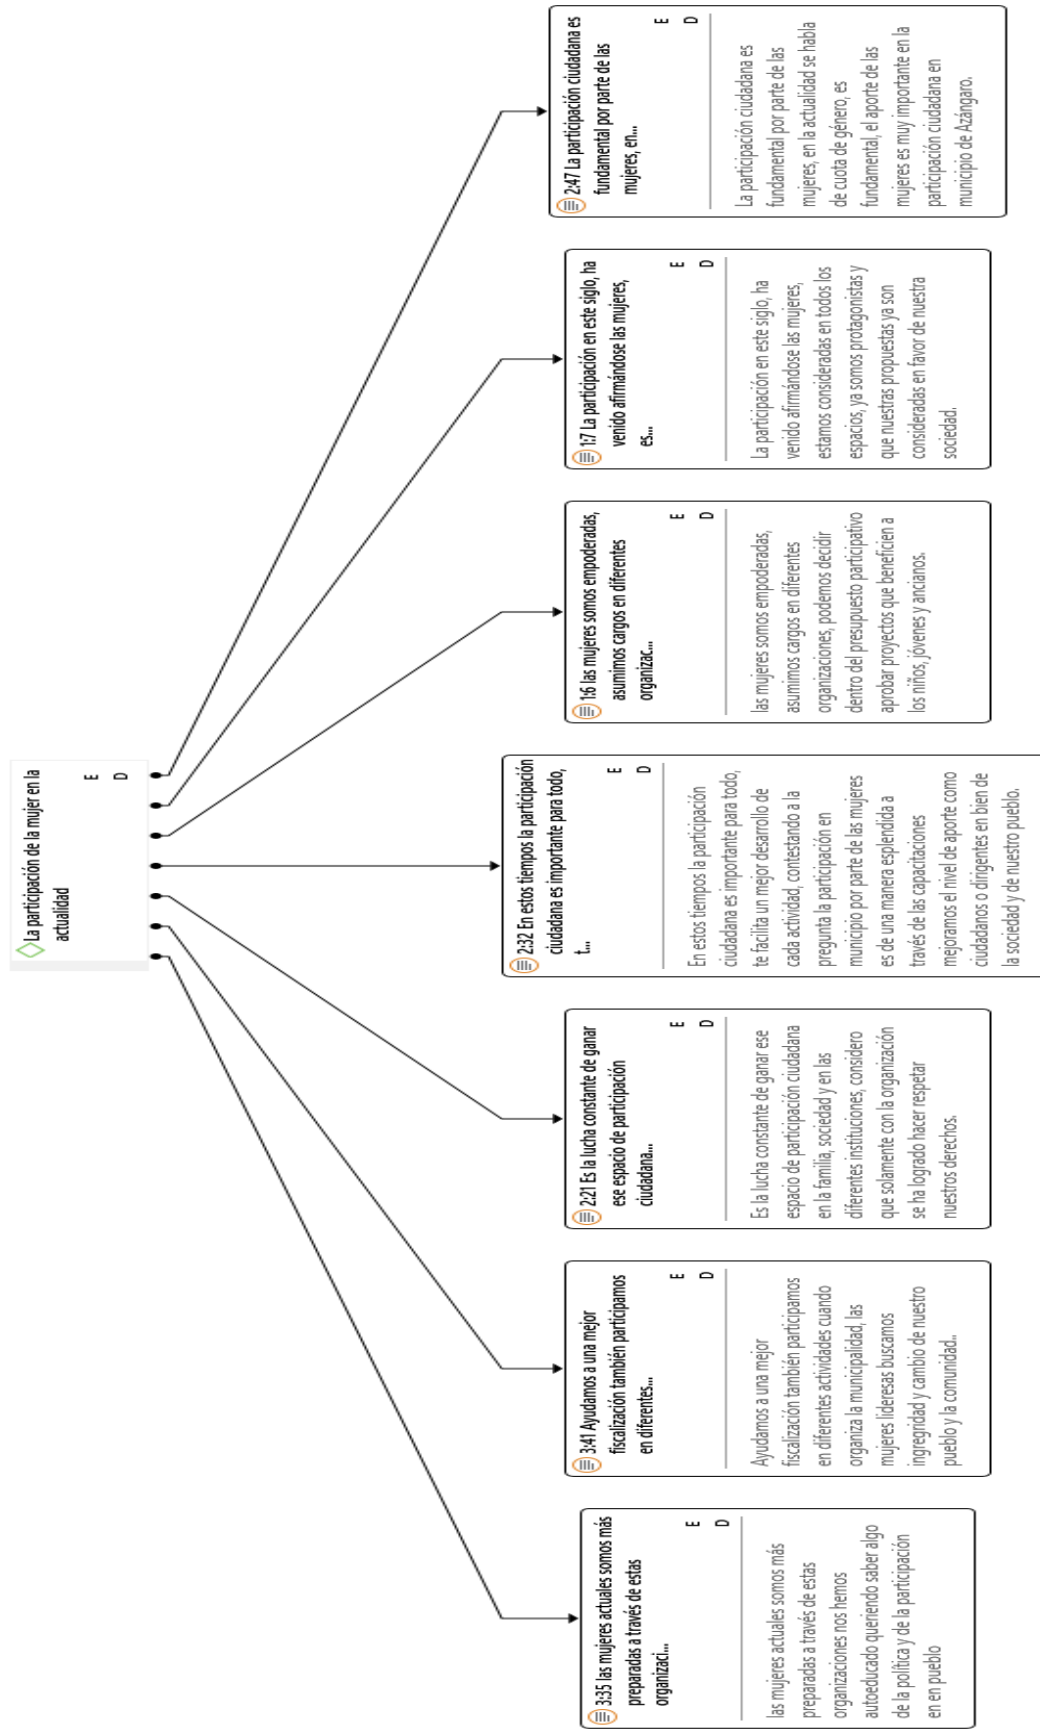 La participación de la mujer en la
actualidad
E
D
3:35 las mujeres actuales somos más
preparadas a través de estas
organizaci...
E
D
las mujeres actuales somos más
preparadas a través de estas
organizaciones nos hemos
autoeducado queriendo saber algo
de la política y de la participación
en en pueblo
3:41 Ayudamos a una mejor
fiscalización también participamos
en diferentes...
E
D
Ayudamos a una mejor
fiscalización también participamos
en diferentes actividades cuando
organiza la municipalidad, las
mujeres lideresas buscamos
ingregridad y cambio de nuestro
pueblo y la comunidad..
2:21 Es la lucha constante de ganar
ese espacio de participación
ciudadana...
E
D
Es la lucha constante de ganar ese
espacio de participación ciudadana
en la familia, sociedad y en las
diferentes instituciones, considero
que solamente con la organización
se ha logrado hacer respetar
nuestros derechos.
2:32 En estos tiempos la participación
ciudadana es importante para todo,
t...
E
D
En estos tiempos la participación
ciudadana es importante para todo,
te facilita un mejor desarrollo de
cada actividad, contestando a la
pregunta la participación en
municipio por parte de las mujeres
es de una manera esplendida a
través de las capacitaciones
mejoramos el nivel de aporte como
ciudadanos o dirigentes en bien de
la sociedad y de nuestro pueblo.
1:6 las mujeres somos empoderadas,
asumimos cargos en diferentes
organizac...
E
D
las mujeres somos empoderadas,
asumimos cargos en diferentes
organizaciones, podemos decidir
dentro del presupuesto participativo
aprobar proyectos que beneficien a
los niños, jóvenes y ancianos.
1:7 La participación en este siglo, ha
venido afirmándose las mujeres,
es...
E
D
La participación en este siglo, ha
venido afirmándose las mujeres,
estamos consideradas en todos los
espacios, ya somos protagonistas y
que nuestras propuestas ya son
consideradas en favor de nuestra
sociedad.
2:47 La participación ciudadana es
fundamental por parte de las
mujeres, en...
E
D
La participación ciudadana es
fundamental por parte de las
mujeres, en la actualidad se habla
de cuota de género, es
fundamental, el aporte de las
mujeres es muy importante en la
participación ciudadana en
municipio de Azángaro.